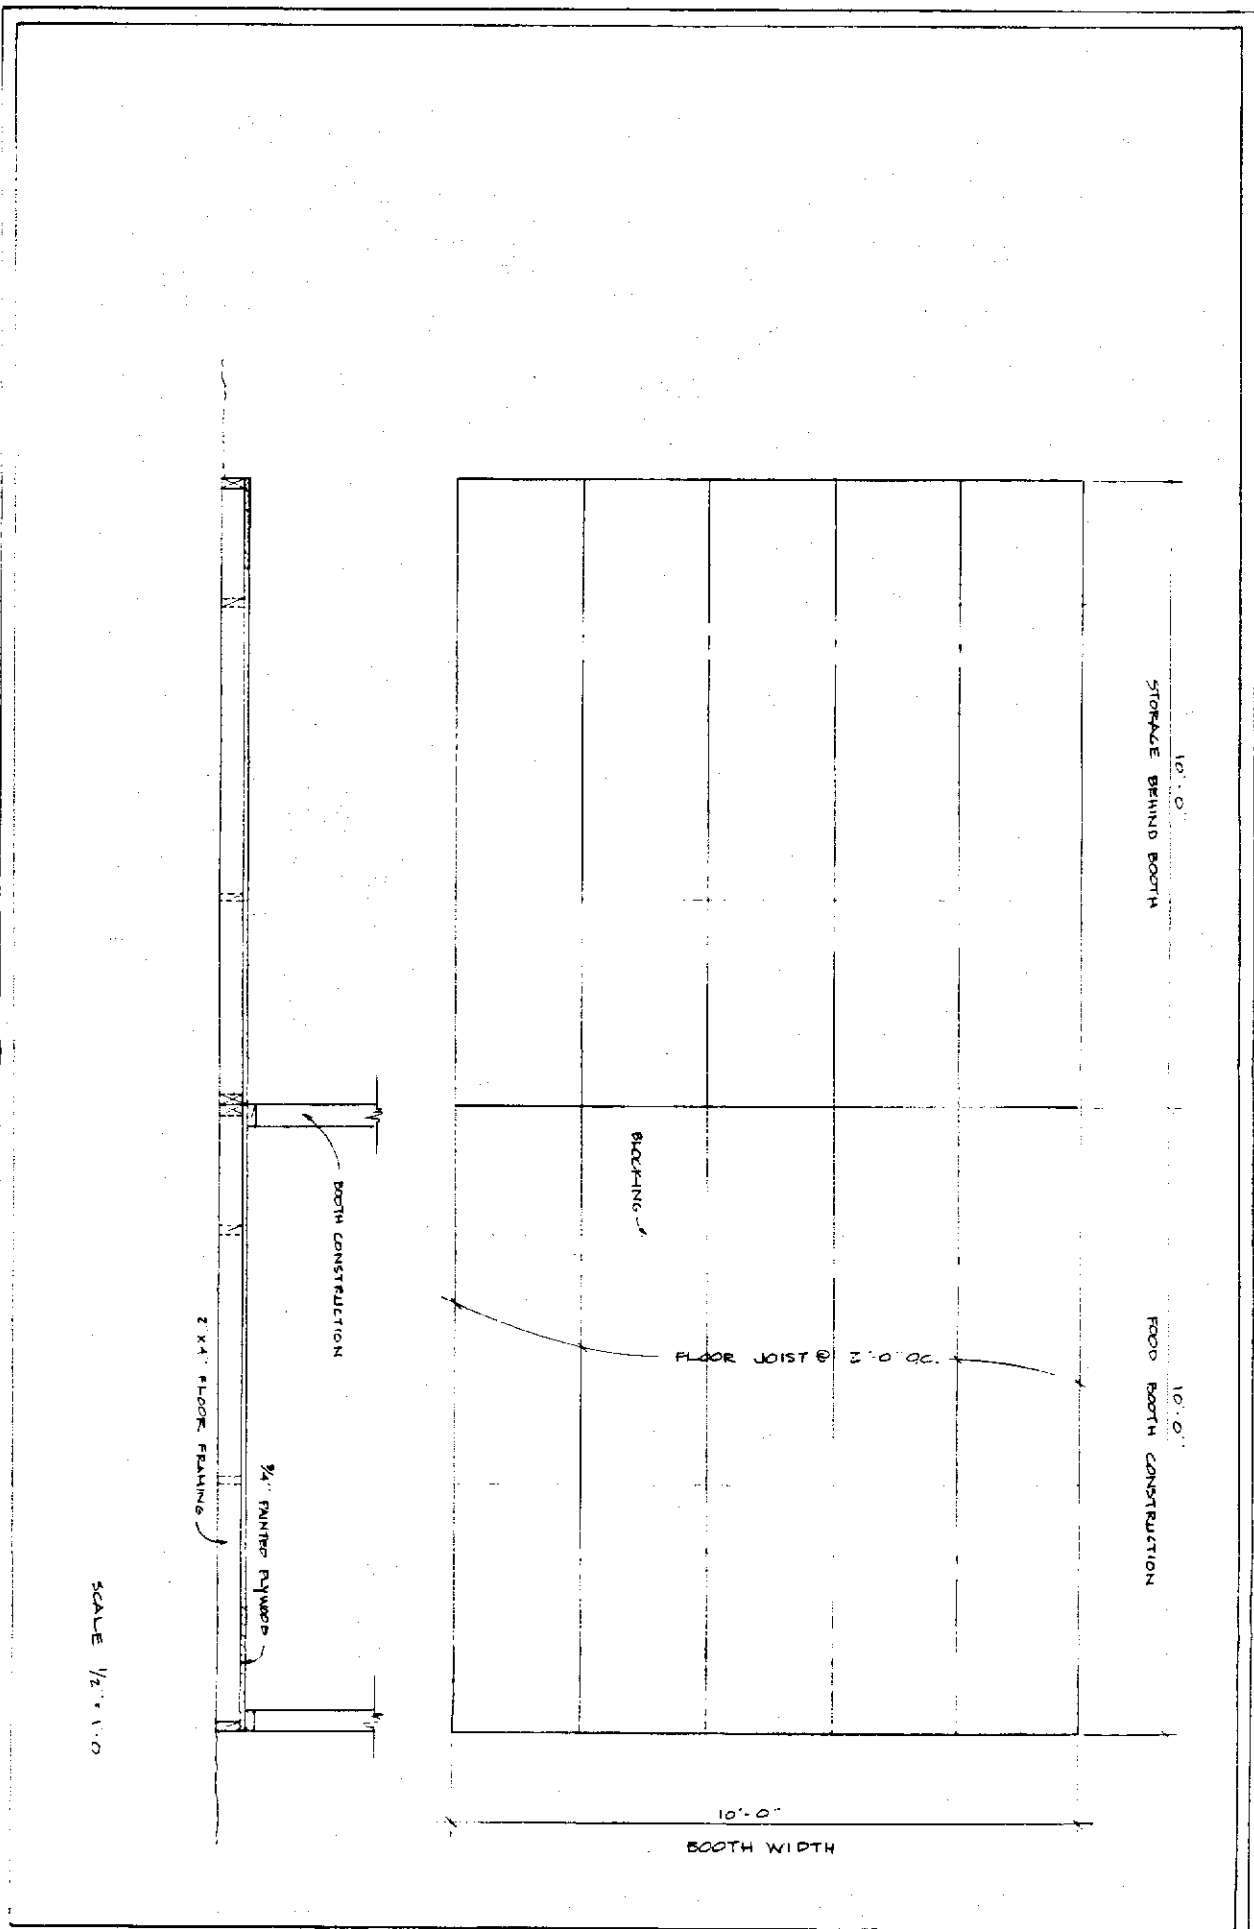 10'-0"
STORAGE BEHIND BOOTH
10'-0"
FOOD BOOTH CONSTRUCTION
BLOCKING
FLOOR JOIST @ 2'-0" O.C.
BOOTH CONSTRUCTION
3/4" PAINTED PLYWOOD
2"X4" FLOOR FRAMING
SCALE 1/2" = 1'-0
10'-0"
BOOTH WIDTH